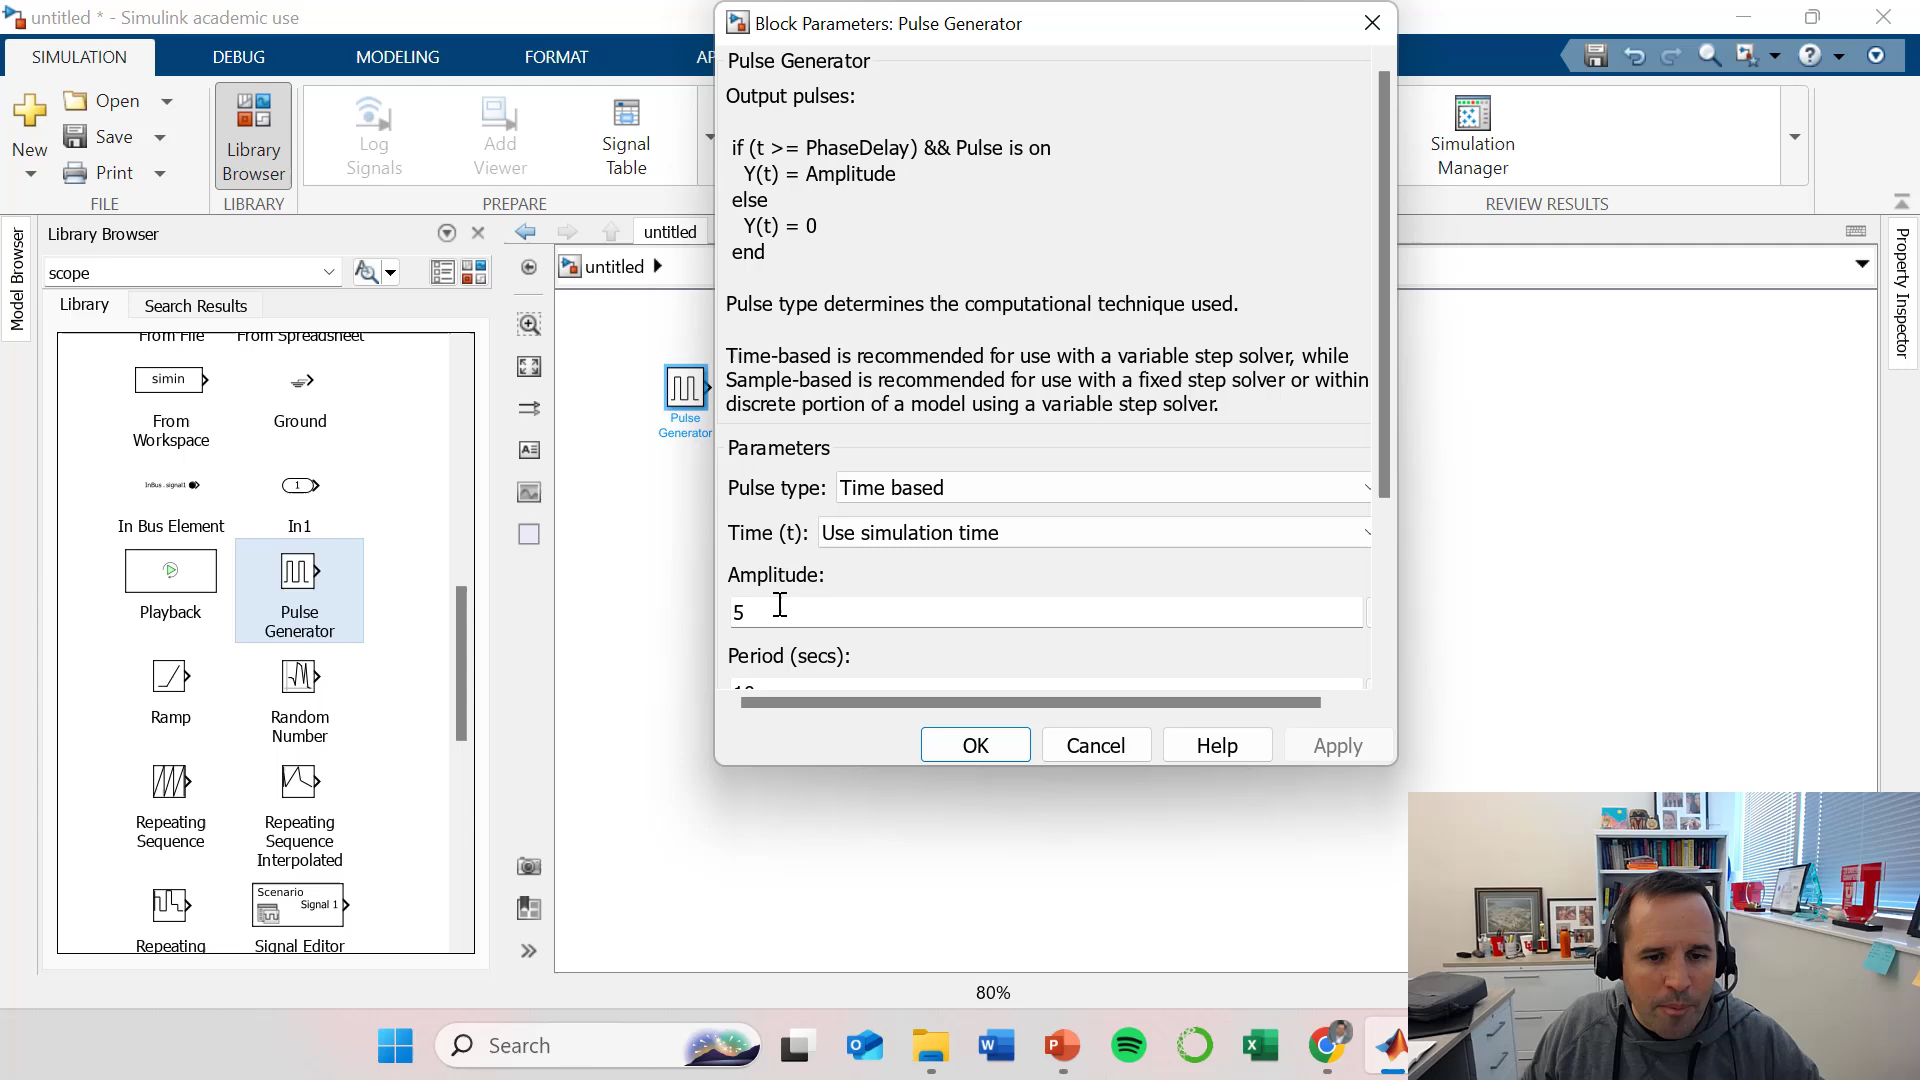 untitled * - Simulink academic use
SIMULATION
DEBUG
MODELING
FORMAT
Open
Save
Print
New
FILE
Library
Browser
LIBRARY
Log
Signals
Add
Viewer
Signal
Table
PREPARE
Simulation
Manager
REVIEW RESULTS
Model Browser
Library Browser
scope
Library
Search Results
From File
From Spreadsheet
simin
From
Workspace
Ground
In Bus Element
1
In1
Playback
Pulse
Generator
Ramp
Random
Number
Repeating
Sequence
Repeating
Sequence
Interpolated
Repeating
Scenario
Signal 1
Signal Editor
untitled
untitled
Pulse
Generator
80%
Property Inspector
Block Parameters: Pulse Generator
Pulse Generator
Output pulses:
if (t >= PhaseDelay) && Pulse is on
Y(t) = Amplitude
else
Y(t) = 0
end
Pulse type determines the computational technique used.
Time-based is recommended for use with a variable step solver, while
Sample-based is recommended for use with a fixed step solver or within
discrete portion of a model using a variable step solver.
Parameters
Pulse type: Time based
Time (t): Use simulation time
Amplitude:
5
Period (secs):
OK
Cancel
Help
Apply
Search